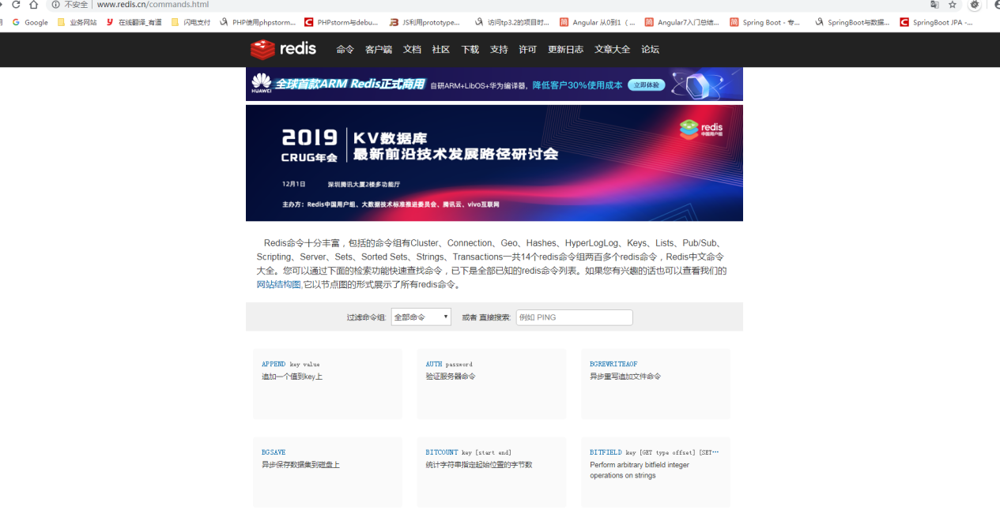 不安全 www.redis.cn/commands.html
Google 业务网站 在线翻译_有道 闪电支付 PHP使用phpstorm... PHPstorm与debu... JS利用prototype... 访问tp3.2的项目时... Angular 从0到1（ ... Angular7入门总结... Spring Boot - 专... SpringBoot与数据... SpringBoot JPA -...
redis 命令 客户端 文档 社区 下载 支持 许可 更新日志 文章大全 论坛
HUAWEI 全球首款ARM Redis正式商用 自研ARM+LibOS+华为编译器，降低客户30%使用成本 立即体验
redis
中国用户组
2019 KV数据库
CRUG年会 最新前沿技术发展路径研讨会
12月1日 深圳腾讯大厦2楼多功能厅
主办方：Redis中国用户组、大数据技术标准推进委员会、腾讯云、vivo互联网
Redis命令十分丰富，包括的命令组有Cluster、Connection、Geo、Hashes、HyperLogLog、Keys、Lists、Pub/Sub、
Scripting、Server、Sets、Sorted Sets、Strings、Transactions一共14个redis命令组两百多个redis命令，Redis中文命令
大全。您可以通过下面的检索功能快速查找命令，已下是全部已知的redis命令列表。如果您有兴趣的话也可以查看我们的
网站结构图,它以节点图的形式展示了所有redis命令。
过滤命令组: 全部命令 或者 直接搜索: 例如 PING
APPEND key value
追加一个值到key上
AUTH password
验证服务器命令
BGREWRITEAOF
异步重写追加文件命令
BGSAVE
异步保存数据集到磁盘上
BITCOUNT key [start end]
统计字符串指定起始位置的字节数
BITFIELD key [GET type offset] [SET…
Perform arbitrary bitfield integer
operations on strings